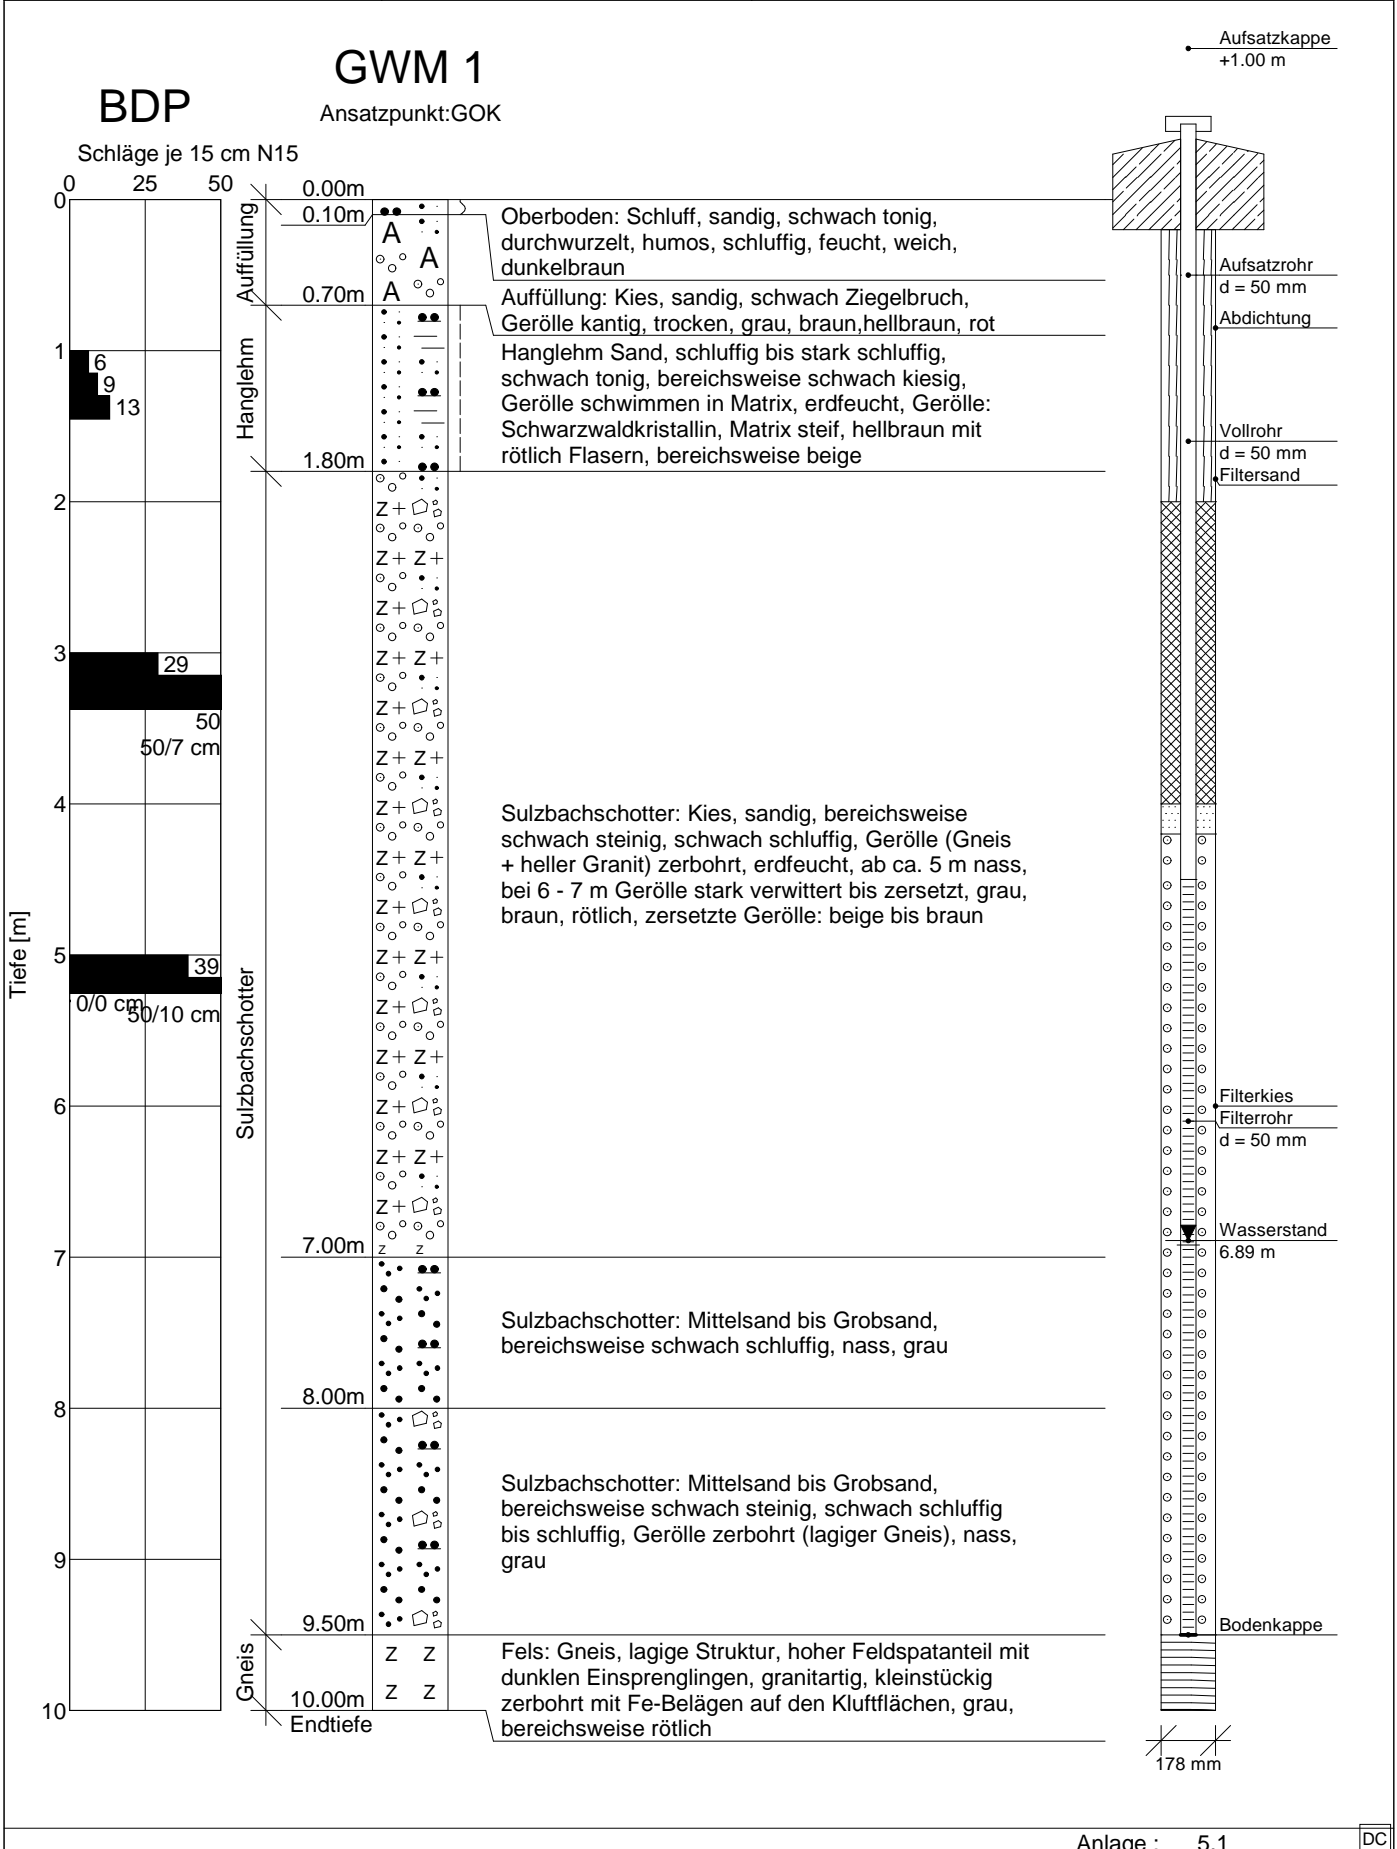 GWM 1
Ansatzpunkt:GOK
BDP
Schläge je 15 cm N15
0 25 50
Tiefe [m]
0
1
2
3
4
5
6
7
8
9
10
6
9
13
29
50
50/7 cm
39
0/0 cm
50/10 cm
Auffüllung
Hanglehm
Sulzbachschotter
Gneis
0.00m
0.10m
0.70m
1.80m
7.00m
8.00m
9.50m
10.00m
Endtiefe
A
A
A
Z Z
Z Z
Oberboden: Schluff, sandig, schwach tonig,
durchwurzelt, humos, schluffig, feucht, weich,
dunkelbraun
Auffüllung: Kies, sandig, schwach Ziegelbruch,
Gerölle kantig, trocken, grau, braun,hellbraun, rot
Hanglehm Sand, schluffig bis stark schluffig,
schwach tonig, bereichsweise schwach kiesig,
Gerölle schwimmen in Matrix, erdfeucht, Gerölle:
Schwarzwaldkristallin, Matrix steif, hellbraun mit
rötlich Flasern, bereichsweise beige
Sulzbachschotter: Kies, sandig, bereichsweise
schwach steinig, schwach schluffig, Gerölle (Gneis
+ heller Granit) zerbohrt, erdfeucht, ab ca. 5 m nass,
bei 6 - 7 m Gerölle stark verwittert bis zersetzt, grau,
braun, rötlich, zersetzte Gerölle: beige bis braun
Sulzbachschotter: Mittelsand bis Grobsand,
bereichsweise schwach schluffig, nass, grau
Sulzbachschotter: Mittelsand bis Grobsand,
bereichsweise schwach steinig, schwach schluffig
bis schluffig, Gerölle zerbohrt (lagiger Gneis), nass,
grau
Fels: Gneis, lagige Struktur, hoher Feldspatanteil mit
dunklen Einsprenglingen, granitartig, kleinstückig
zerbohrt mit Fe-Belägen auf den Kluftflächen, grau,
bereichsweise rötlich
Aufsatzkappe
+1.00 m
Aufsatzrohr
d = 50 mm
Abdichtung
Vollrohr
d = 50 mm
Filtersand
Filterkies
Filterrohr
d = 50 mm
Wasserstand
6.89 m
Bodenkappe
178 mm
Anlage : 5.1
DC